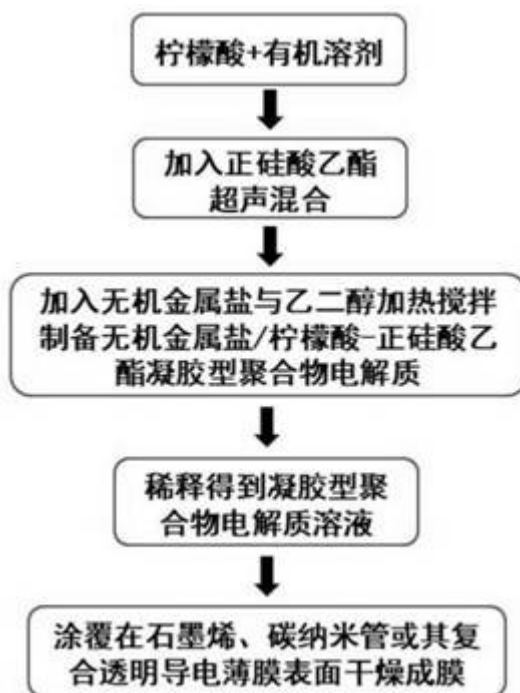 柠檬酸+有机溶剂
加入正硅酸乙酯
超声混合
加入无机金属盐与乙二醇加热搅拌
制备无机金属盐/柠檬酸-正硅酸乙
酯凝胶型聚合物电解质
稀释得到凝胶型聚
合物电解质溶液
涂覆在石墨烯、碳纳米管或其复
合透明导电薄膜表面干燥成膜